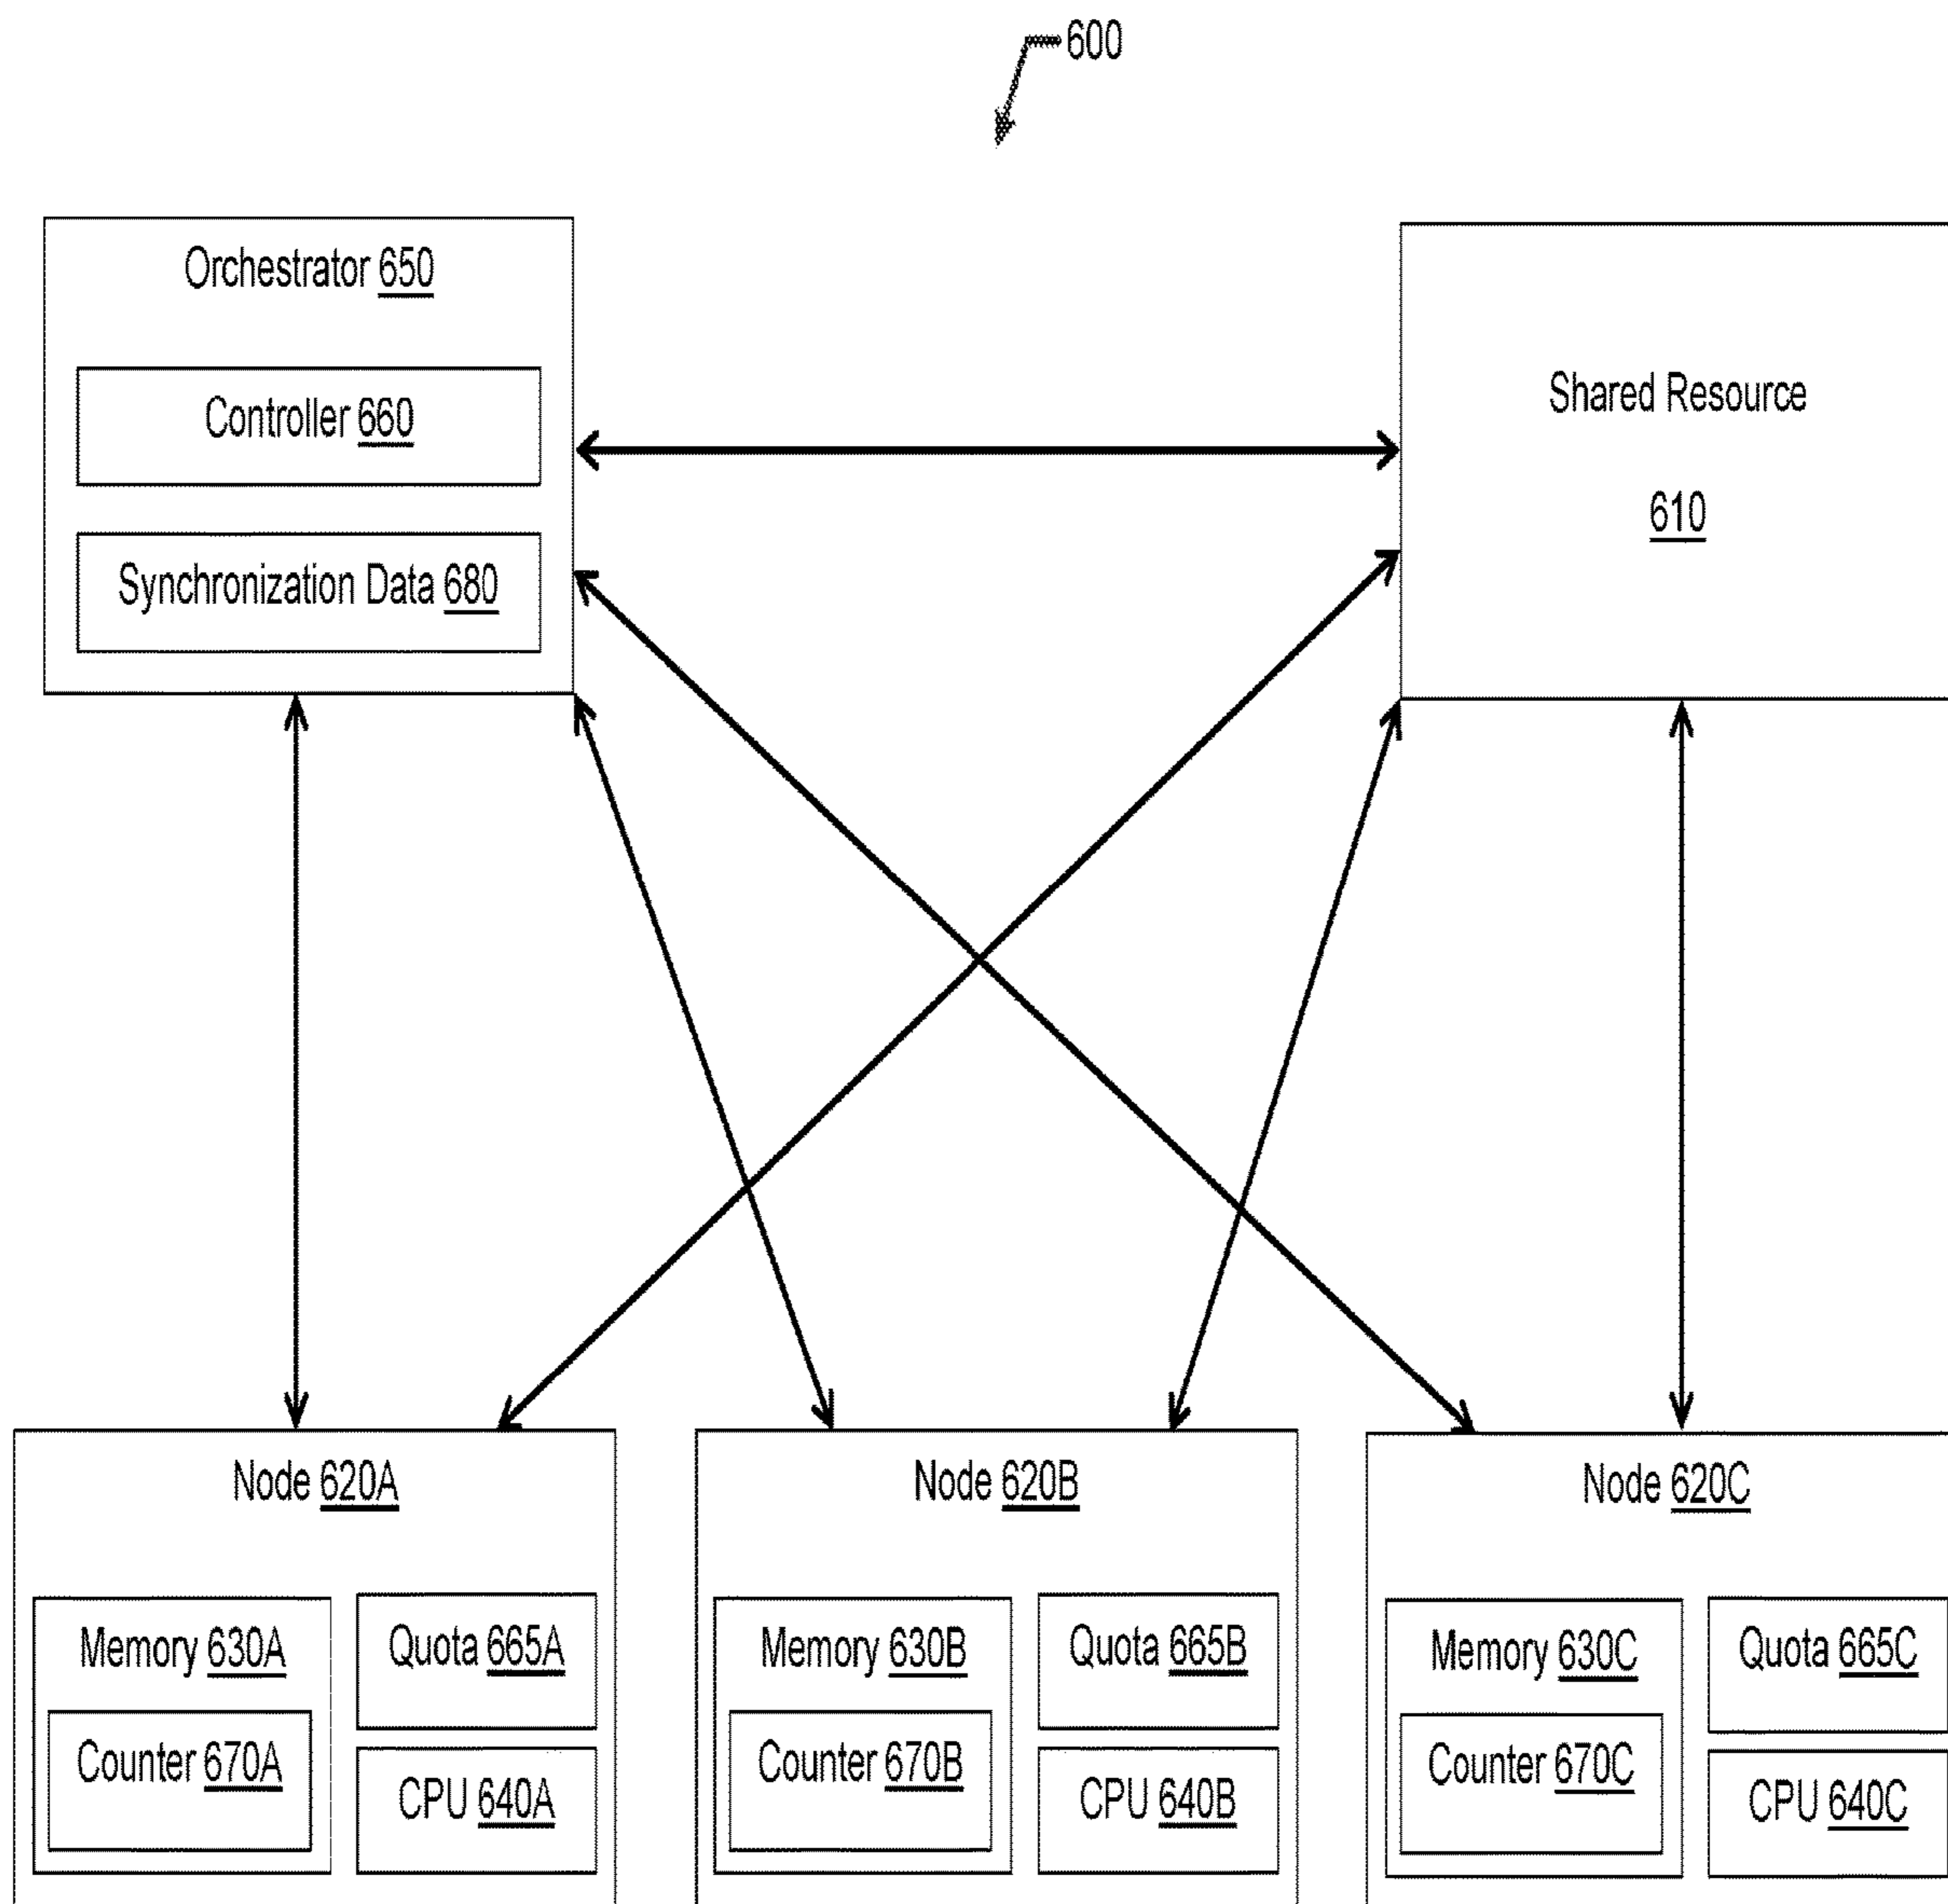 600
Orchestrator 650
Controller 660
Synchronization Data 680
Shared Resource
610
Node 620A
Memory 630A
Counter 670A
Quota 665A
CPU 640A
Node 620B
Memory 630B
Counter 670B
Quota 665B
CPU 640B
Node 620C
Memory 630C
Counter 670C
Quota 665C
CPU 640C